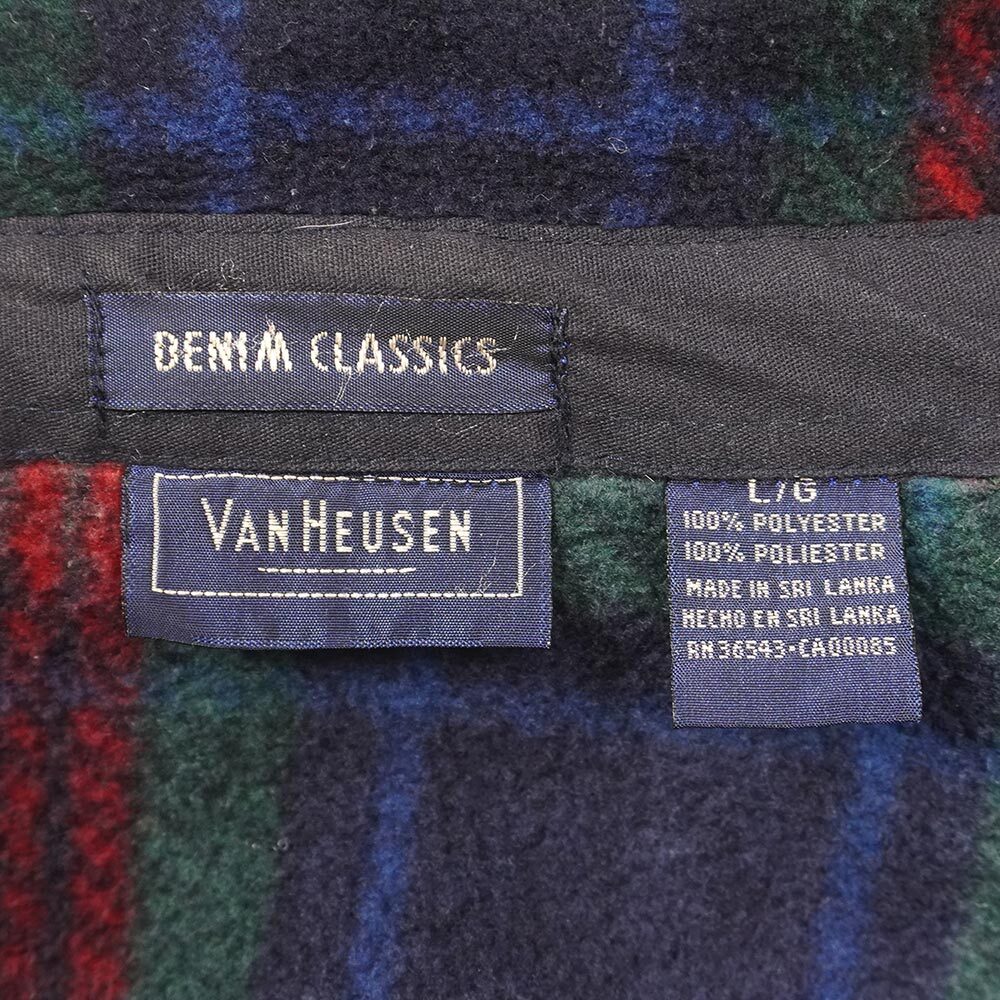 DENIM CLASSICS
VAN HEUSEN
L/G
100% POLYESTER
100% POLIESTER
MADE IN SRI LANKA
HECHO EN SRI LANKA
RN36543-CA00085